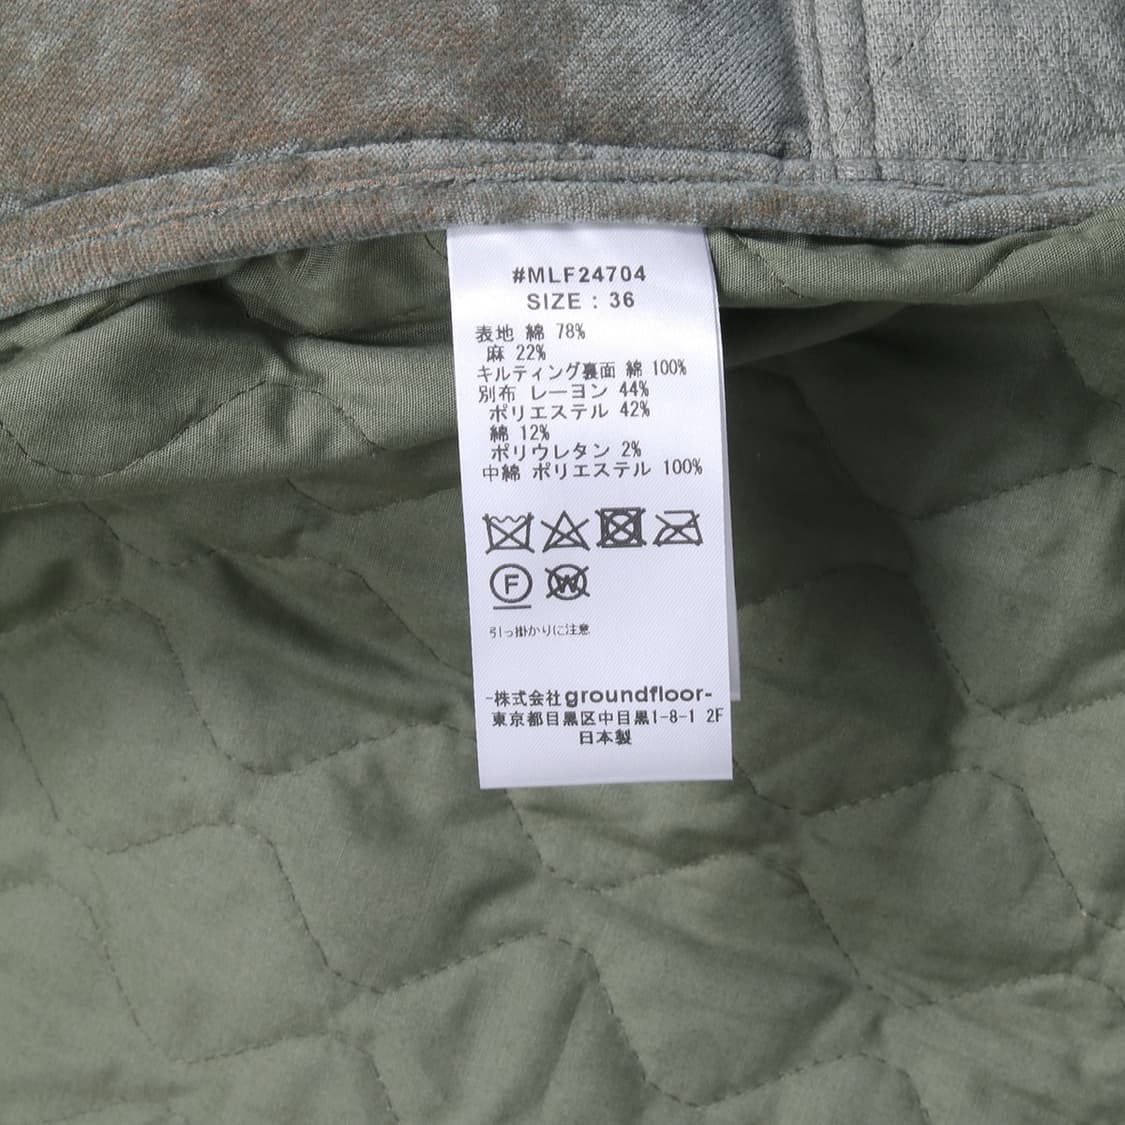 #MLF24704
SIZE : 36
表地 綿 78%
麻 22%
キルティング裏面 綿 100%
別布 レーヨン 44%
ポリエステル 42%
綿 12%
ポリウレタン 2%
中綿 ポリエステル 100%
F
W
引っ掛かりに注意
-株式会社groundfloor-
東京都目黒区中目黒1-8-1 2F
日本製